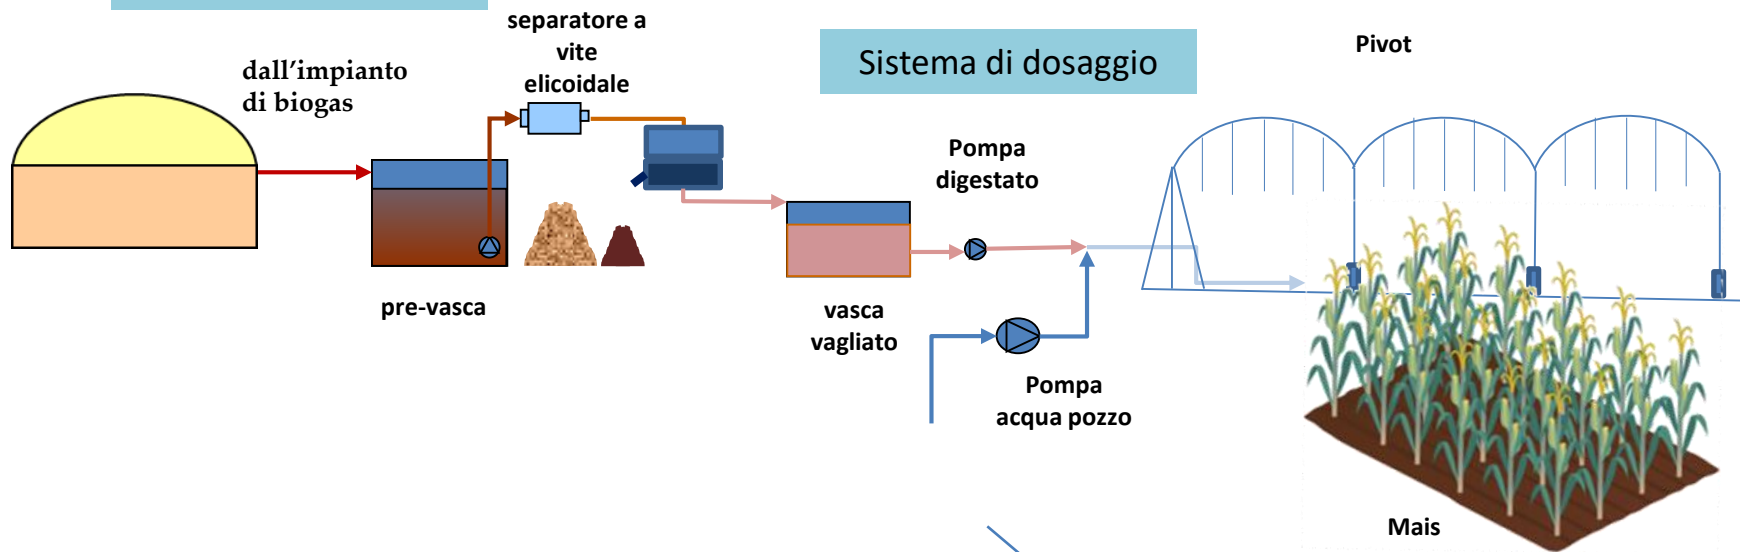 separatore a
vite
elicoidale
dall'impianto
di biogas
Sistema di dosaggio
Pivot
Pompa
digestato
pre-vasca
vasca
vagliato
Pompa
acqua pozzo
Mais